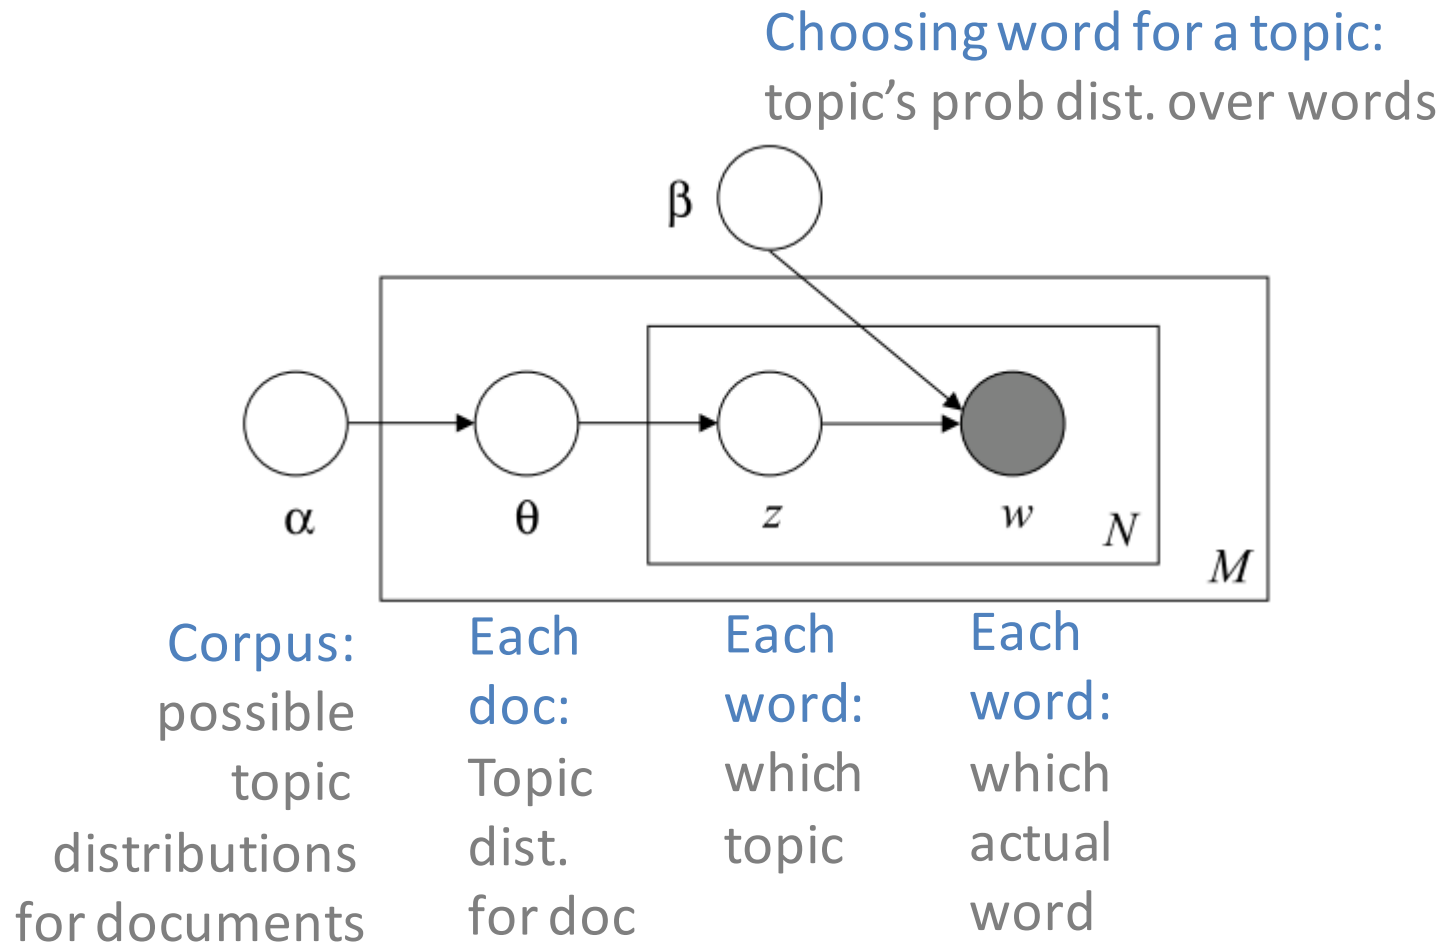 Choosing word for a topic:
topic’s prob dist. over words
β
α
θ
z
w
N
M
Corpus:
possible
topic
distributions
for documents
Each
doc:
Topic
dist.
for doc
Each
word:
which
topic
Each
word:
which
actual
word